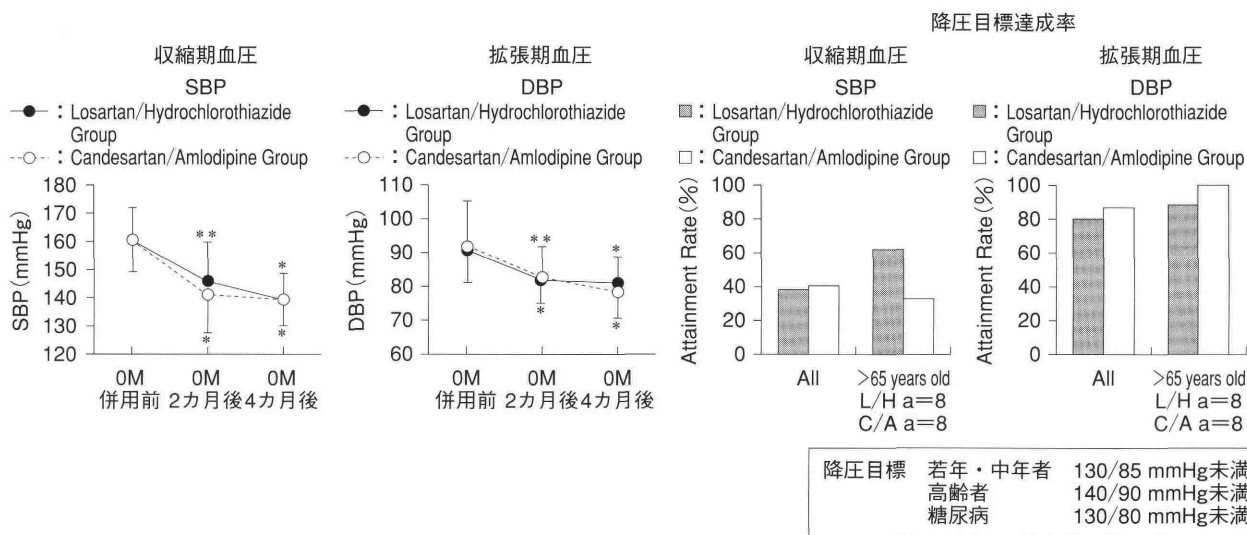 降圧目標達成率
収縮期血圧
SBP
● : Losartan/Hydrochlorothiazide
Group
○ : Candesartan/Amlodipine Group
SBP(mmHg)
180
170
160
150
140
130
120
**
*
*
*
0M
0M
0M
併用前
2カ月後
4カ月後
拡張期血圧
DBP
● : Losartan/Hydrochlorothiazide
Group
○ : Candesartan/Amlodipine Group
DBP(mmHg)
110
100
90
80
70
60
**
*
*
*
0M
0M
0M
併用前
2カ月後
4カ月後
収縮期血圧
SBP
: Losartan/Hydrochlorothiazide
Group
: Candesartan/Amlodipine Group
Attainment Rate(%)
100
80
60
40
20
0
All
>65 years old
L/H a=8
C/A a=8
拡張期血圧
DBP
: Losartan/Hydrochlorothiazide
Group
: Candesartan/Amlodipine Group
Attainment Rate(%)
100
80
60
40
20
0
All
>65 years old
L/H a=8
C/A a=8
降圧目標 若年・中年者 130/85 mmHg未満
高齢者 140/90 mmHg未満
糖尿病 130/80 mmHg未満